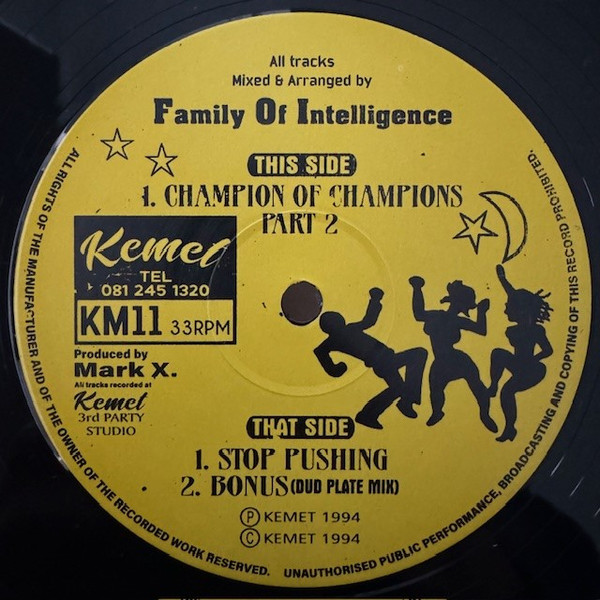 All tracks
Mixed & Arranged by
Family Of Intelligence
THIS SIDE
1. CHAMPION OF CHAMPIONS
PART 2
Kemet
TEL
081 245 1320
KM11 33RPM
Produced by
Mark X.
All tracks recorded at
Kemet
3rd PARTY
STUDIO
THAT SIDE
1. STOP PUSHING
2. BONUS (DUD PLATE MIX)
Ⓟ KEMET 1994
© KEMET 1994
ALL RIGHTS OF THE MANUFACTURER AND OF THE OWNER OF THE RECORDED WORK RESERVED. UNAUTHORISED PUBLIC PERFORMANCE, BROADCASTING AND COPYING OF THIS RECORD PROHIBITED.